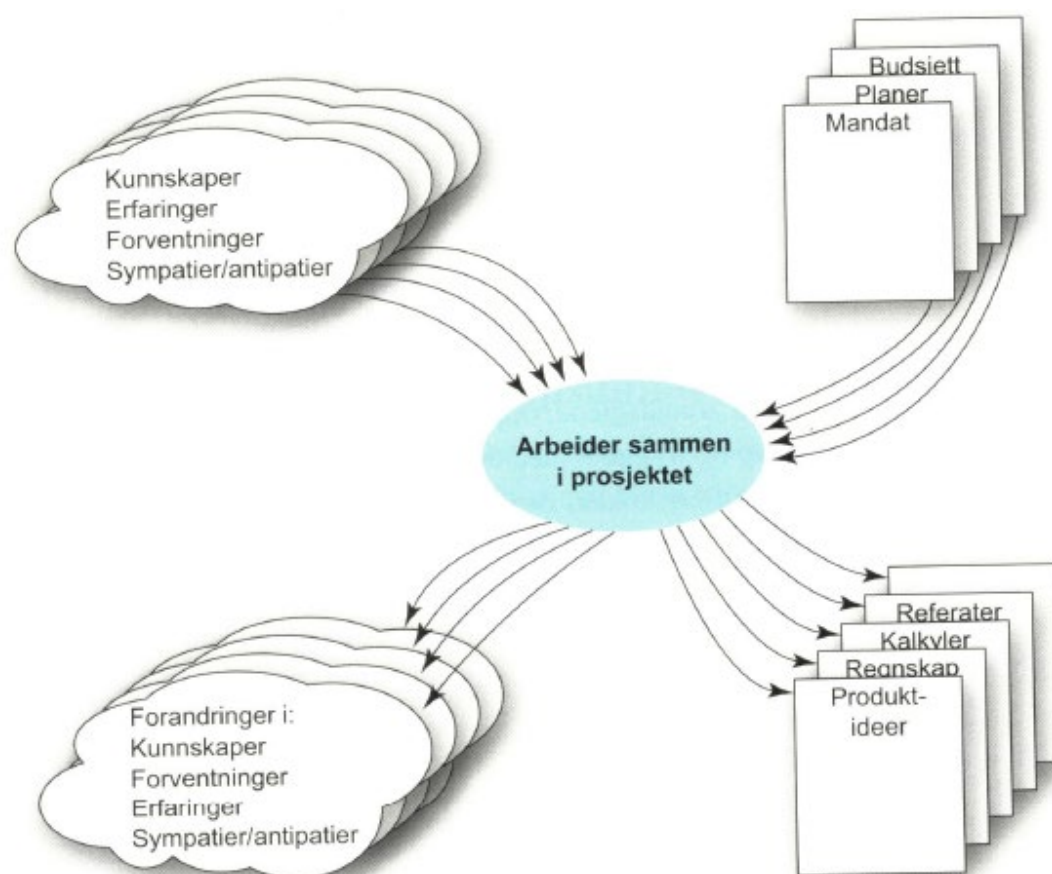 Kunnskaper
Erfaringer
Forventninger
Sympatier/antipatier
Budsjett
Planer
Mandat
Arbeider sammen
i prosjektet
Forandringer i:
Kunnskaper
Forventninger
Erfaringer
Sympatier/antipatier
Referater
Kalkyler
Regnskap
Produkt-
ideer